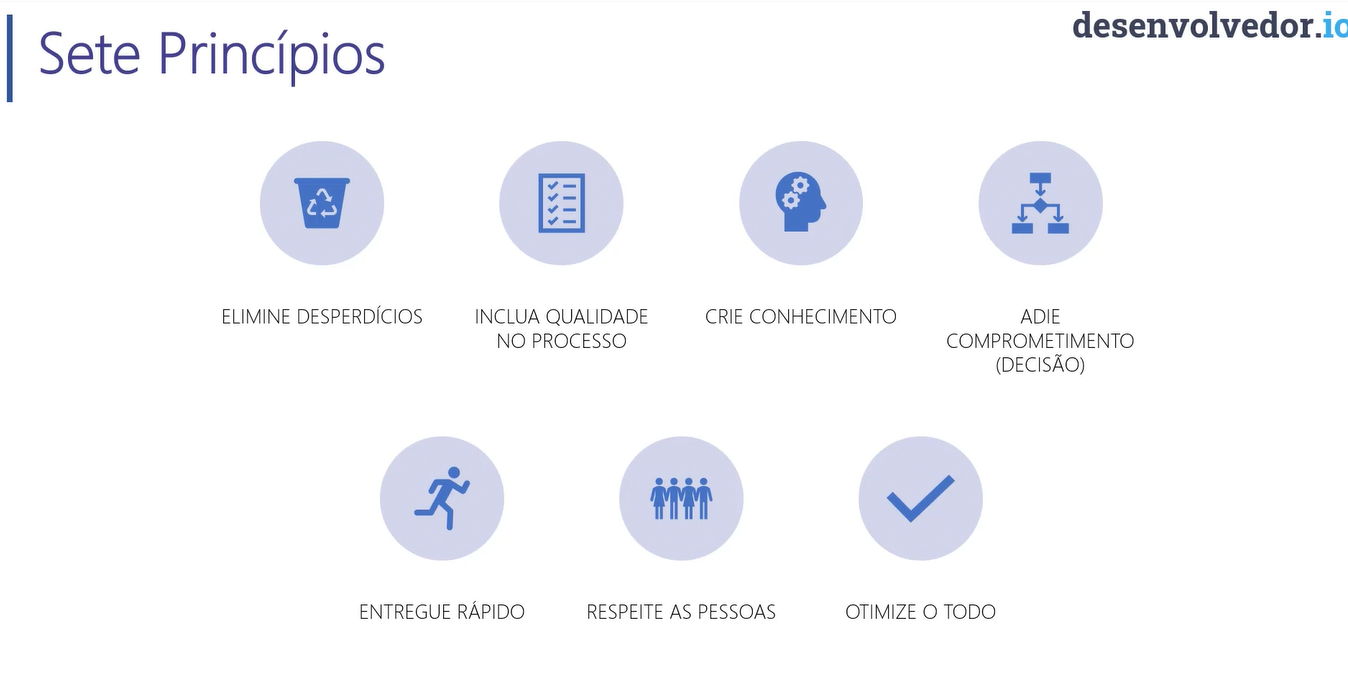 desenvolvedor.io
Sete Princípios
ELIMINE DESPERDÍCIOS
INCLUA QUALIDADE
NO PROCESSO
CRIE CONHECIMENTO
ADIE
COMPROMETIMENTO
(DECISÃO)
ENTREGUE RÁPIDO
RESPEITE AS PESSOAS
OTIMIZE O TODO